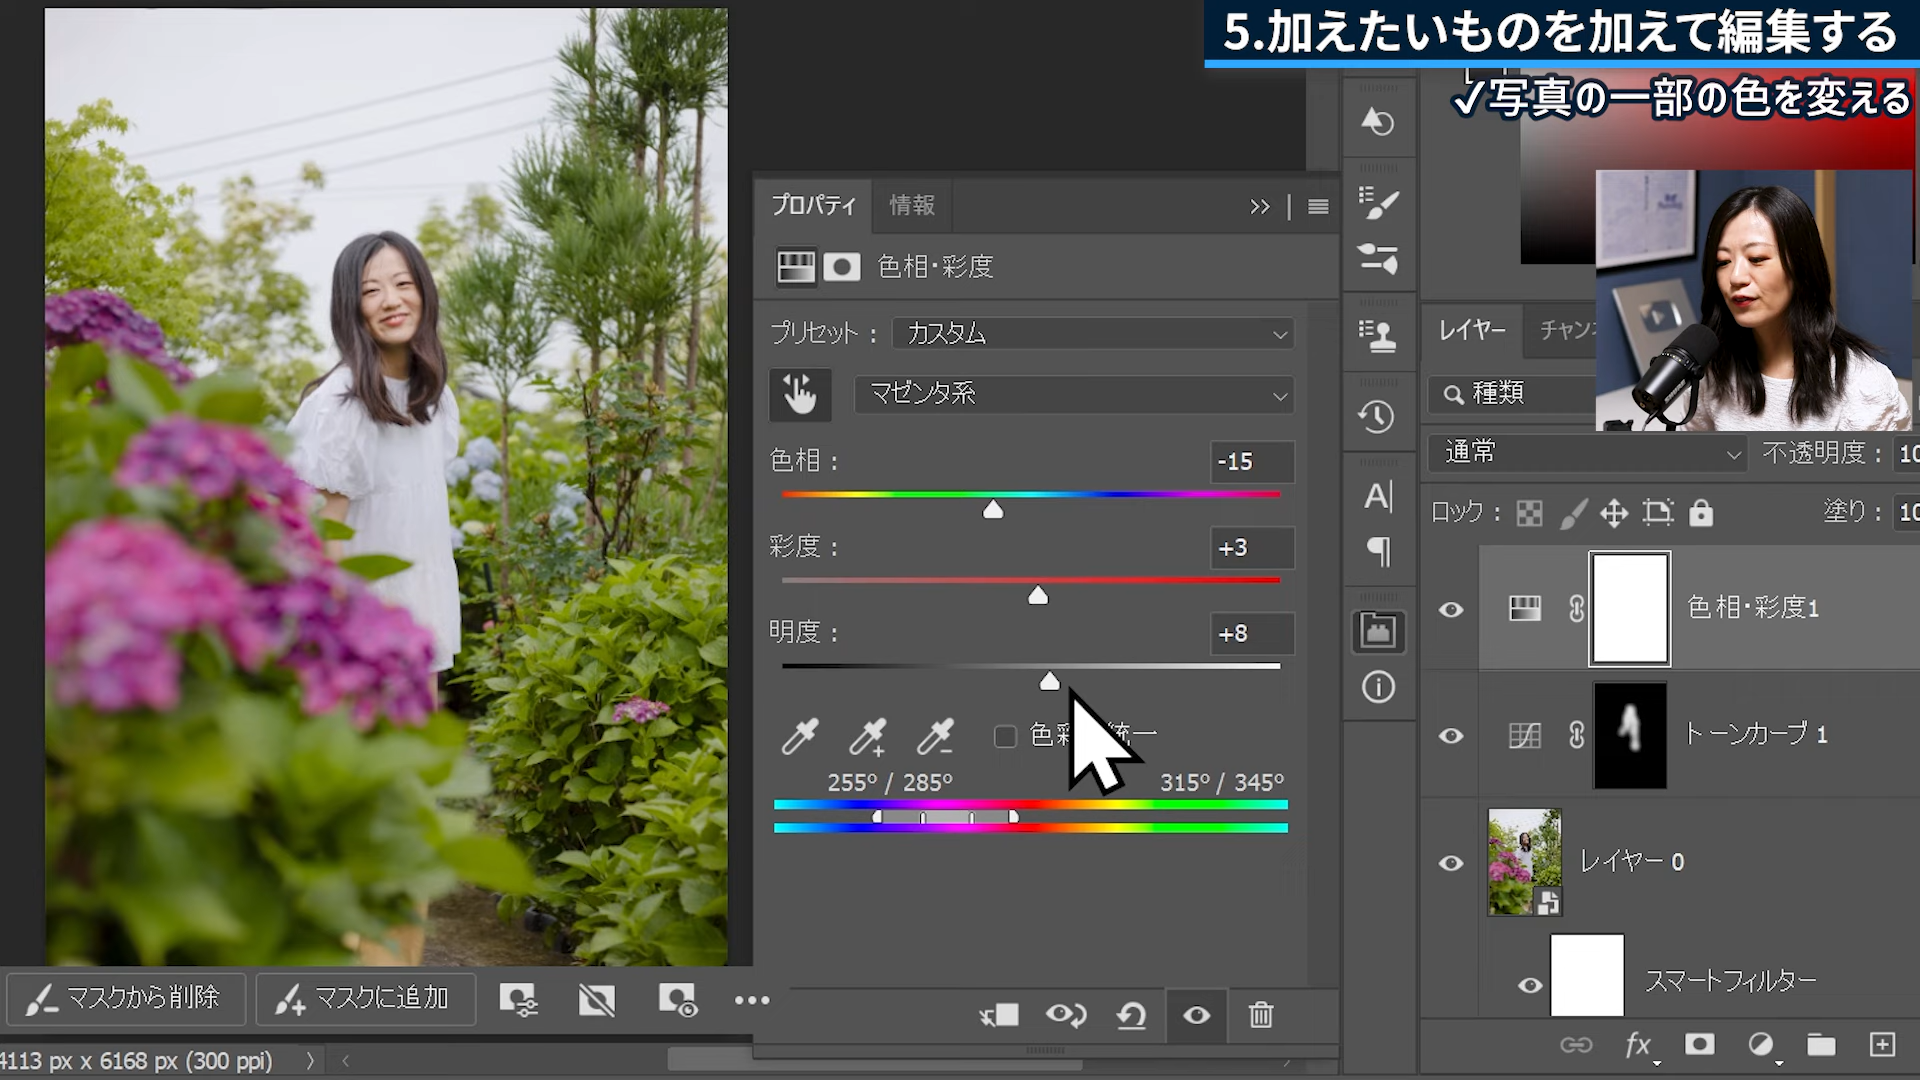 5.加えたいものを加えて編集する
✓写真の一部の色を変える
プロパティ
情報
色相・彩度
プリセット :
カスタム
マゼンタ系
色相 :
-15
彩度 :
+3
明度 :
+8
255° / 285°
315° / 345°
マスクから削除
マスクに追加
4113 px x 6168 px (300 ppi)
レイヤー
種類
通常
不透明度 :
ロック :
塗り :
色相・彩度1
トーンカーブ 1
レイヤー 0
スマートフィルター
fx